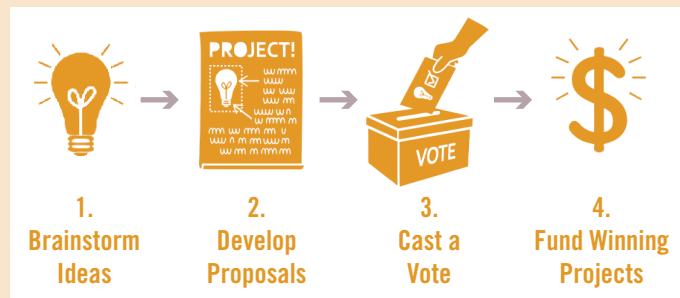 PROJECT!
VOTE
1.
Brainstorm
Ideas
2.
Develop
Proposals
3.
Cast a
Vote
4.
Fund Winning
Projects